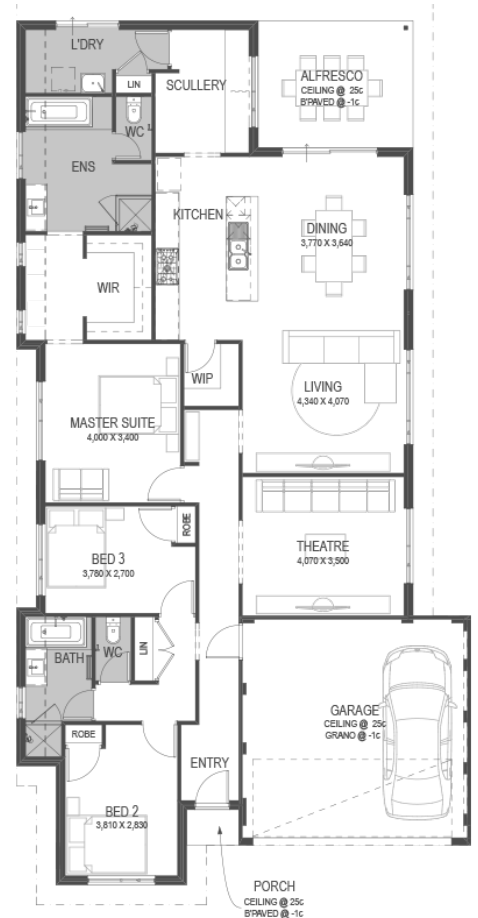 L'DRY
LIN
SCULLERY
ALFRESCO
CEILING @ 25c
B'PAVED @ -1c
WC
ENS
KITCHEN
DINING
3,770 X 3,640
WIR
WIP
LIVING
4,340 X 4,070
MASTER SUITE
4,000 X 3,400
ROBE
BED 3
3,780 X 2,700
THEATRE
4,070 X 3,500
BATH
WC
LIN
GARAGE
CEILING @ 25c
GRANO @ -1c
ROBE
ENTRY
BED 2
3,810 X 2,830
PORCH
CEILING @ 25c
B'PAVED @ -1c